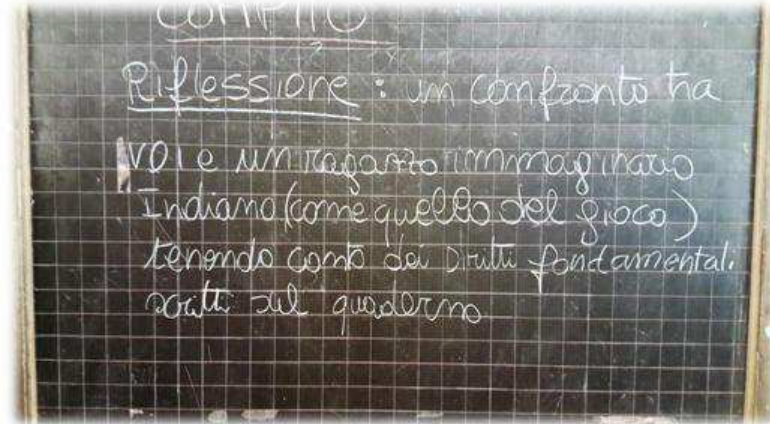 COMPITO
Riflessione: un confronto tra
voi e un ragazzo immaginario
Indiano (come quello del gioco)
tenendo conto dei Diritti fondamentali
scritti sul quaderno